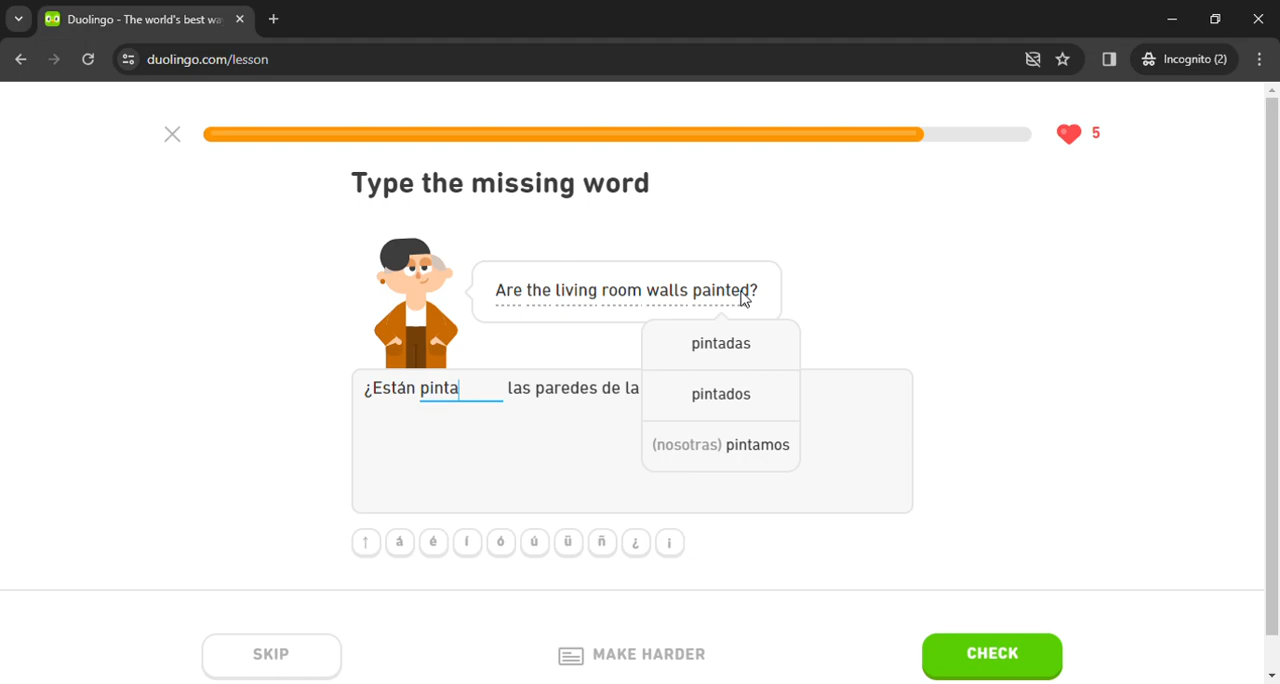 Duolingo - The world's best wa
duolingo.com/lesson
Incognito (2)
5
Type the missing word
Are the living room walls painted?
pintadas
pintados
(nosotras) pintamos
¿Están pinta las paredes de la
↑ á é í ó ú ü ñ ¿ ¡
SKIP
MAKE HARDER
CHECK